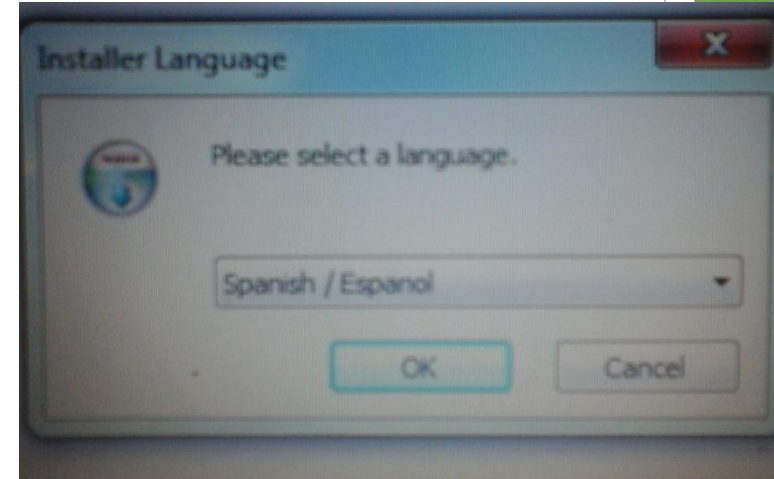 Installer Language
Please select a language.
Spanish / Espanol
OK
Cancel